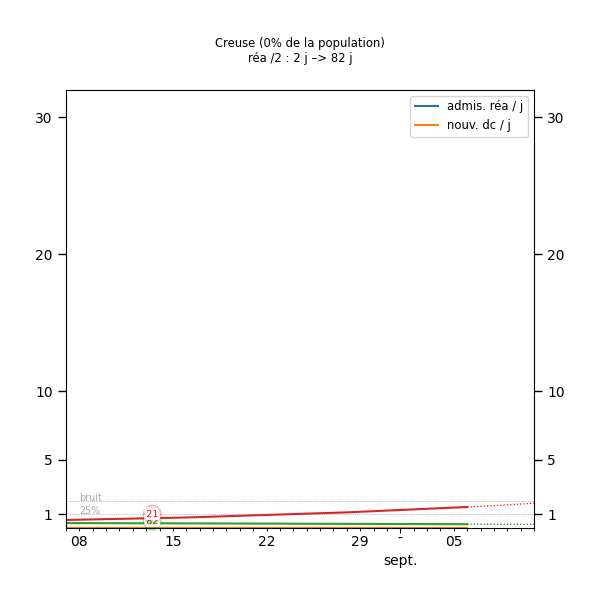 Creuse (0% de la population)
réa /2 : 2 j –> 82 j
admis. réa / j
nouv. dc / j
30 30
20 20
10 10
5 5
bruit
25%
21
1 1
08 15 22 29 - 05
sept.